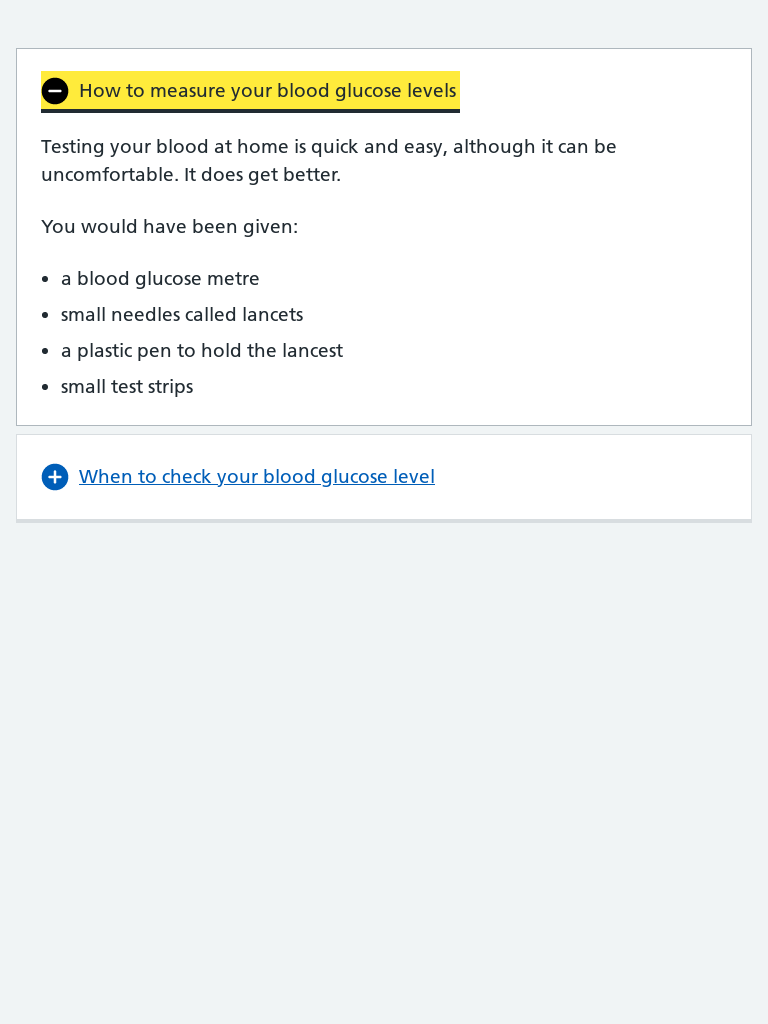 How to measure your blood glucose levels
Testing your blood at home is quick and easy, although it can be
uncomfortable. It does get better.
You would have been given:
a blood glucose metre
small needles called lancets
a plastic pen to hold the lancest
small test strips
When to check your blood glucose level